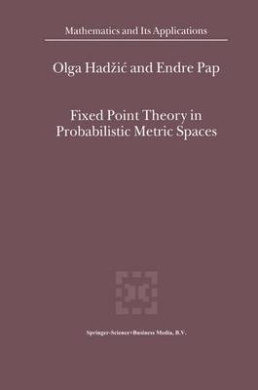 Mathematics and Its Applications
Olga Hadžić and Endre Pap
Fixed Point Theory in
Probabilistic Metric Spaces
Springer-Science+Business Media, B.V.